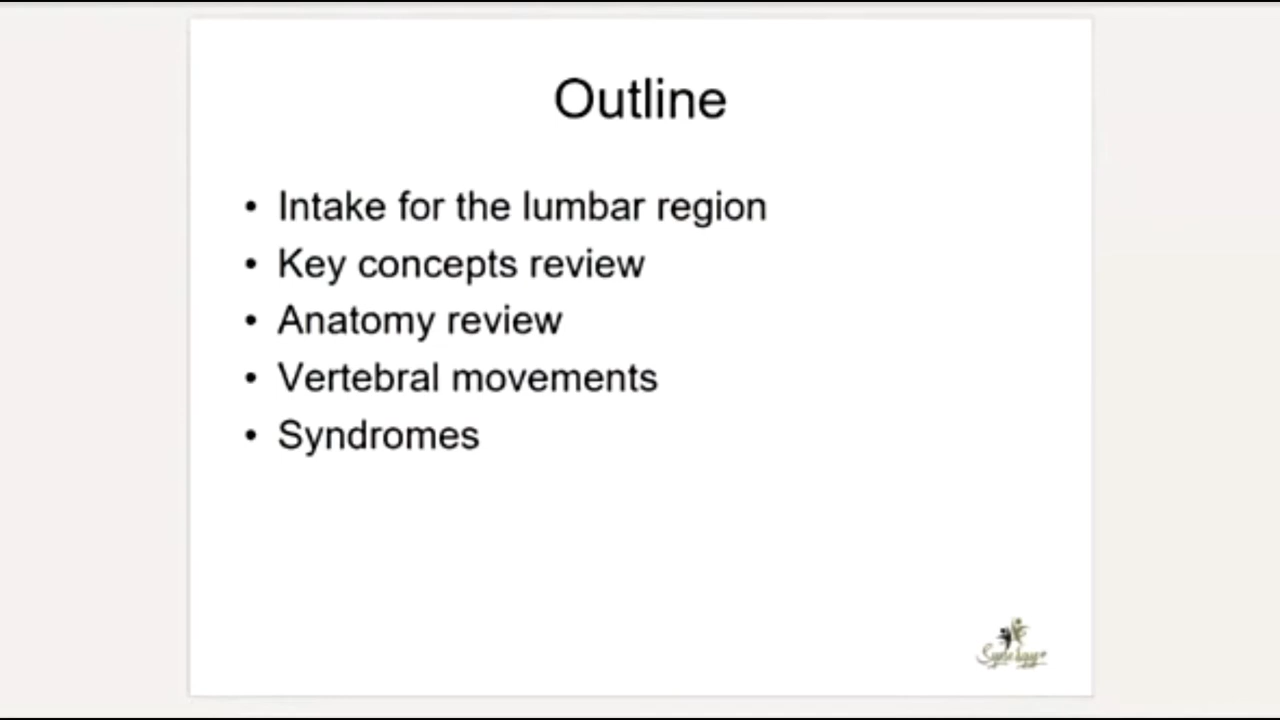 Outline
• Intake for the lumbar region
• Key concepts review
• Anatomy review
• Vertebral movements
• Syndromes